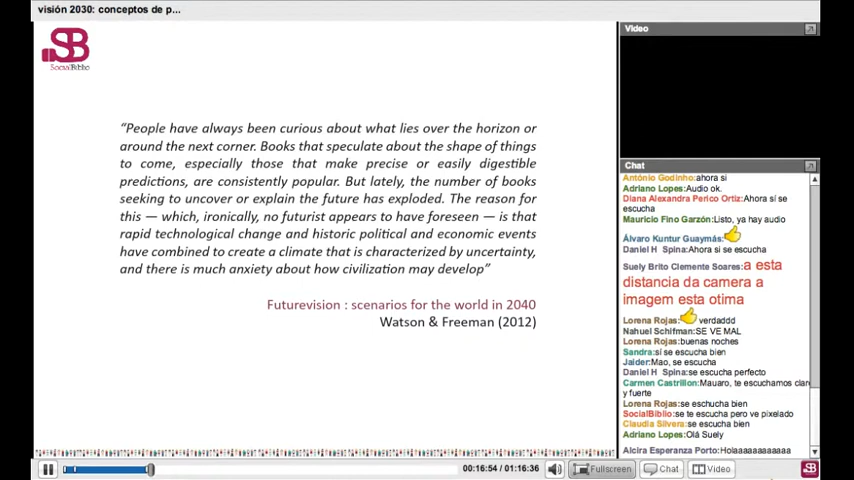 visión 2030: conceptos de p...
SB
SocialBiblio
“People have always been curious about what lies over the horizon or
around the next corner. Books that speculate about the shape of things
to come, especially those that make precise or easily digestible
predictions, are consistently popular. But lately, the number of books
seeking to uncover or explain the future has exploded. The reason for
this — which, ironically, no futurist appears to have foreseen — is that
rapid technological change and historic political and economic events
have combined to create a climate that is characterized by uncertainty,
and there is much anxiety about how civilization may develop”
Futurevision : scenarios for the world in 2040
Watson & Freeman (2012)
Video
Chat
António Godinho:ahora si
Adriano Lopes:Audio ok.
Diana Alexandra Perico Ortiz:Ahora sí se
escucha
Mauricio Fino Garzón:Listo, ya hay audio
Álvaro Kuntur Guaymás:
Daniel H Spina:Ahora si se escucha
Suely Brito Clemente Soares:a esta
distancia da camera a
imagem esta otima
Lorena Rojas: verdaddd
Nahuel Schifman:SE VE MAL
Lorena Rojas:buenas noches
Sandra:sí se escucha bien
Jaider:Mao, se escucha
Daniel H Spina:se escucha perfecto
Carmen Castrillon:Mauaro, te escuchamos claro
y fuerte
Lorena Rojas:se eschucha bien
SocialBiblio:se te escucha pero ve pixelado
Claudia Silvera:se escucha bien
Adriano Lopes:Olá Suely
Alcira Esperanza Porto:Holaaaaaaaaaaaa
00:16:54 / 01:16:36
Fullscreen
Chat
Video
SB